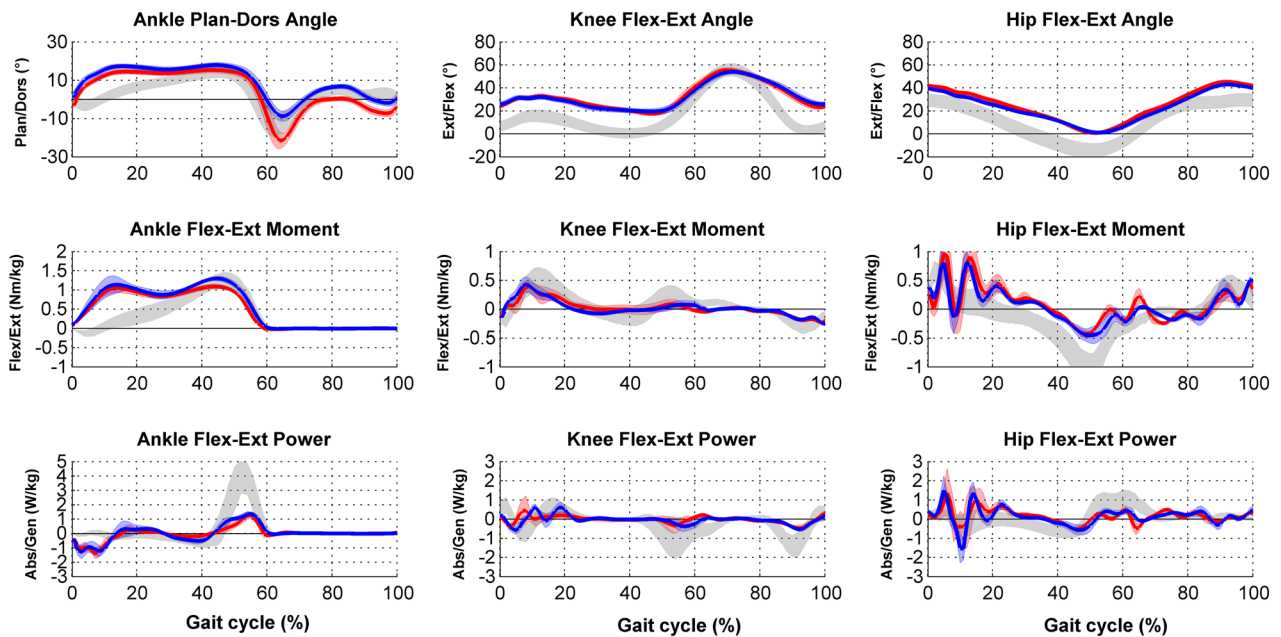 Ankle Plan-Dors Angle
Knee Flex-Ext Angle
Hip Flex-Ext Angle
Plan/Dors (°)
30
10
-10
-30
0 20 40 60 80 100
Ext/Flex (°)
80
60
40
20
0
-20
0 20 40 60 80 100
Ext/Flex (°)
80
60
40
20
0
-20
0 20 40 60 80 100
Ankle Flex-Ext Moment
Knee Flex-Ext Moment
Hip Flex-Ext Moment
Flex/Ext (Nm/kg)
2
1.5
1
0.5
0
-0.5
-1
0 20 40 60 80 100
Flex/Ext (Nm/kg)
1
0.5
0
-0.5
-1
0 20 40 60 80 100
Flex/Ext (Nm/kg)
1
0.5
0
-0.5
-1
0 20 40 60 80 100
Ankle Flex-Ext Power
Knee Flex-Ext Power
Hip Flex-Ext Power
Abs/Gen (W/kg)
5
4
3
2
1
0
-1
-2
-3
0 20 40 60 80 100
Gait cycle (%)
Abs/Gen (W/kg)
3
2
1
0
-1
-2
-3
0 20 40 60 80 100
Gait cycle (%)
Abs/Gen (W/kg)
3
2
1
0
-1
-2
-3
0 20 40 60 80 100
Gait cycle (%)